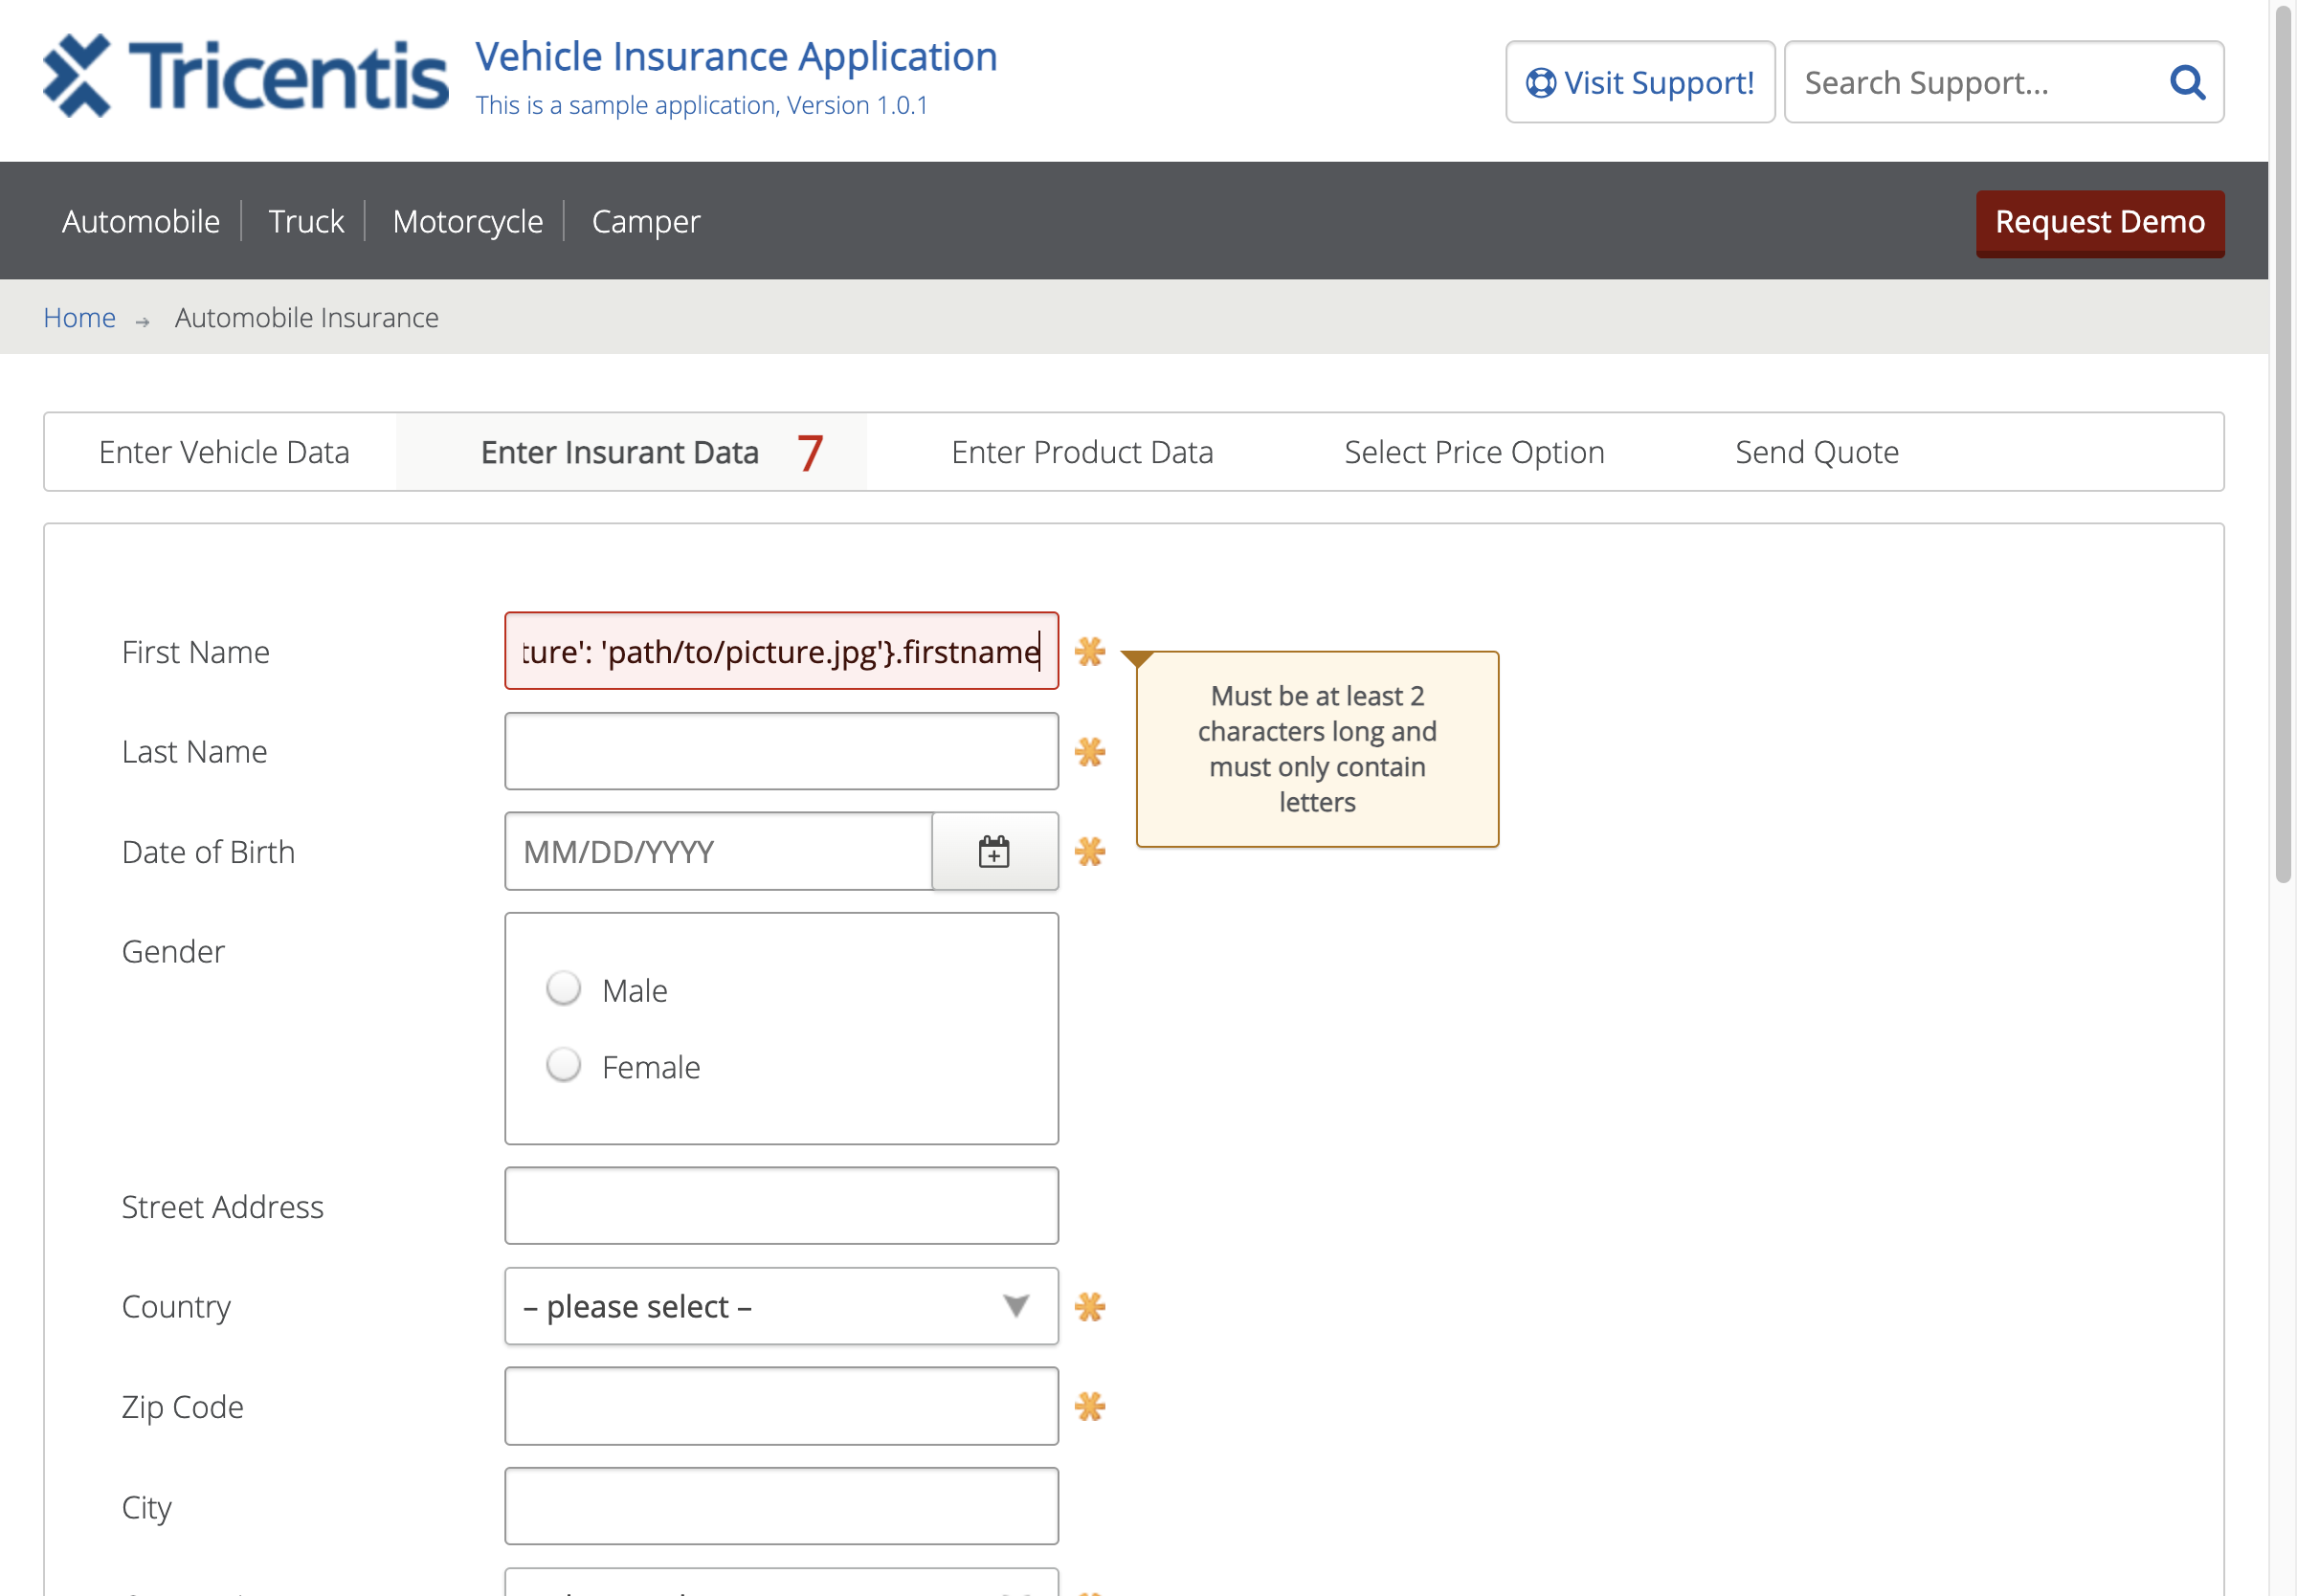 Tricentis
Vehicle Insurance Application
This is a sample application, Version 1.0.1
Visit Support!
Search Support...
Automobile
Truck
Motorcycle
Camper
Request Demo
Home
Automobile Insurance
Enter Vehicle Data
Enter Insurant Data 7
Enter Product Data
Select Price Option
Send Quote
First Name
ture': 'path/to/picture.jpg'}.firstname
Must be at least 2
characters long and
must only contain
letters
Last Name
Date of Birth
MM/DD/YYYY
Gender
Male
Female
Street Address
Country
– please select –
Zip Code
City